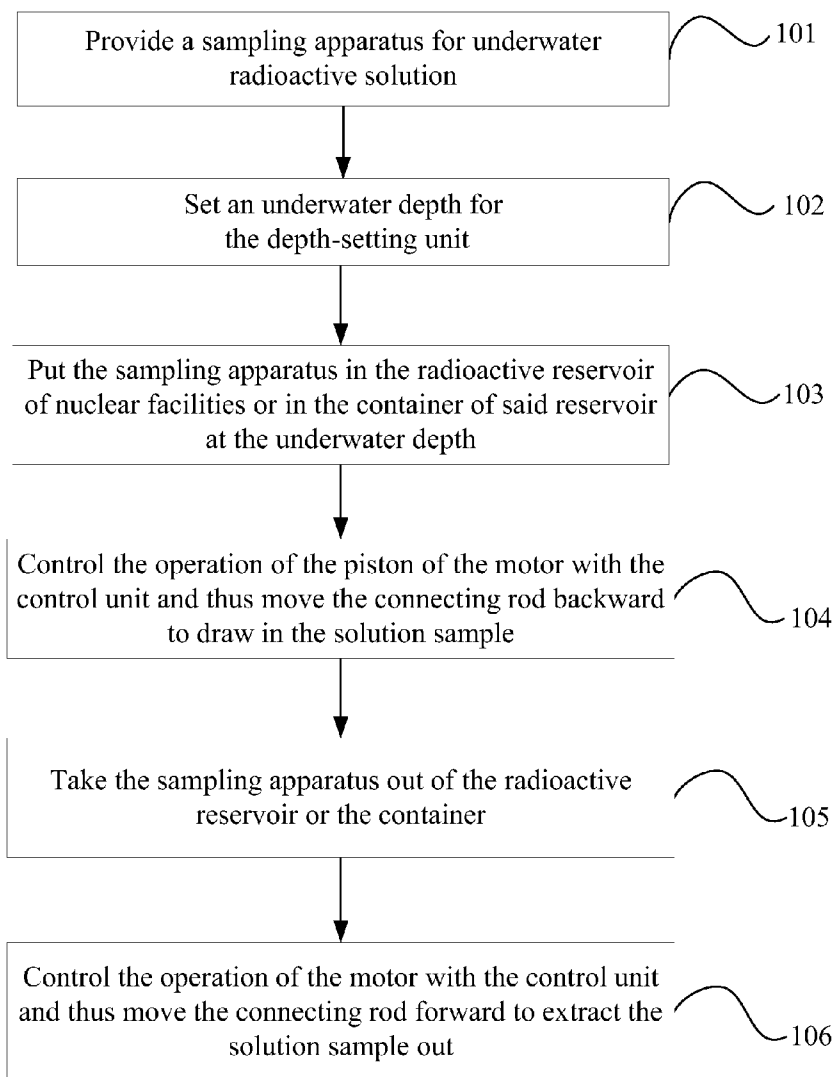 Provide a sampling apparatus for underwater
radioactive solution
101
Set an underwater depth for
the depth-setting unit
102
Put the sampling apparatus in the radioactive reservoir
of nuclear facilities or in the container of said reservoir
at the underwater depth
103
Control the operation of the piston of the motor with the
control unit and thus move the connecting rod backward
to draw in the solution sample
104
Take the sampling apparatus out of the radioactive
reservoir or the container
105
Control the operation of the motor with the control unit
and thus move the connecting rod forward to extract the
solution sample out
106